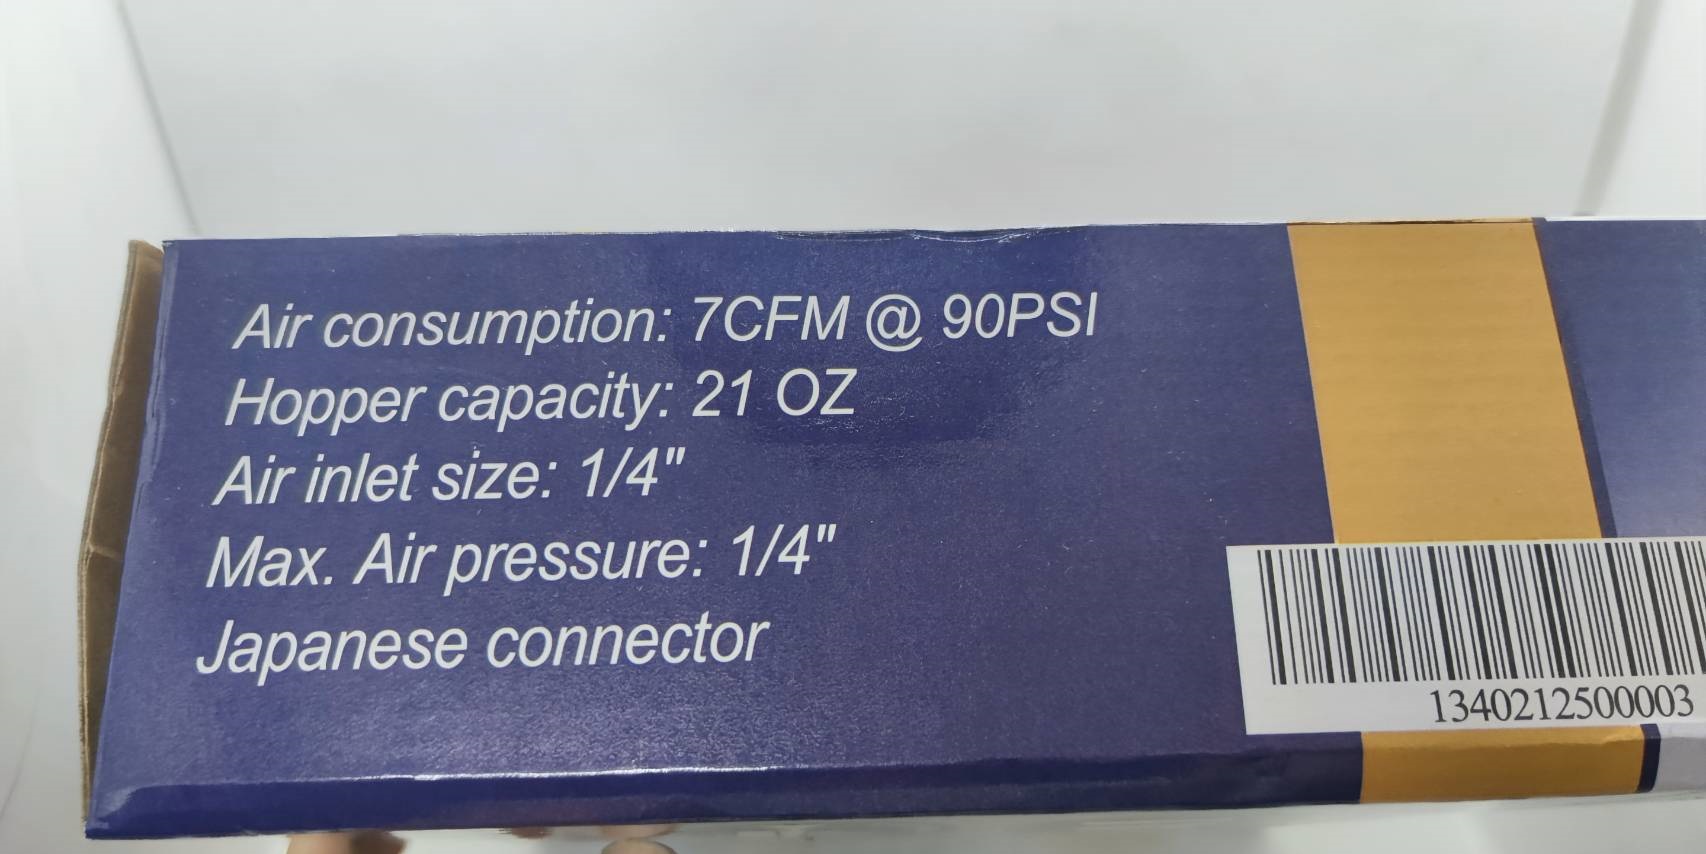 Air consumption: 7CFM @ 90PSI
Hopper capacity: 21 OZ
Air inlet size: 1/4"
Max. Air pressure: 1/4"
Japanese connector
1340212500003